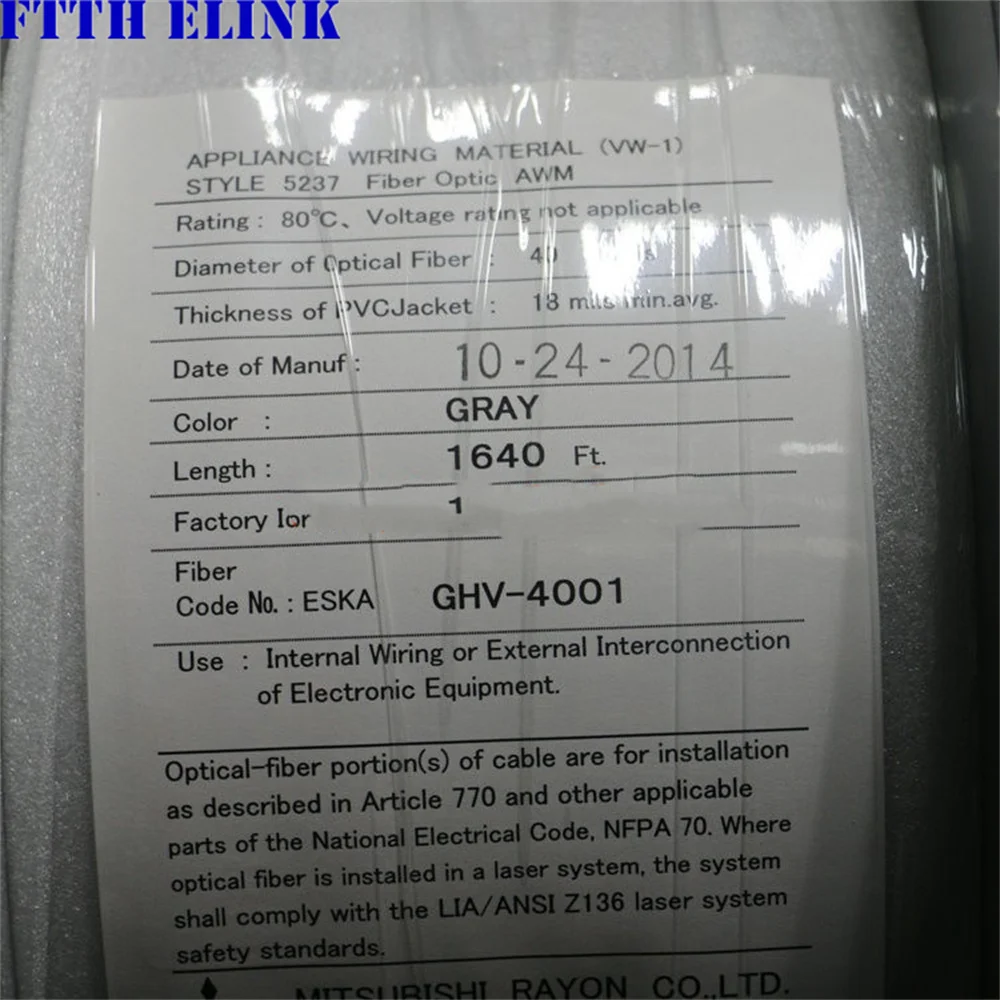 FTTH ELINK
APPLIANCE WIRING MATERIAL (VW-1)
STYLE 5237 Fiber Optic AWM
Rating : 80℃、Voltage rating not applicable
Diameter of Optical Fiber :
Thickness of PVCJacket : 18 mils min.avg.
Date of Manuf : 10-24-2014
Color : GRAY
Length : 1640 Ft.
Factory 1
Fiber
Code No. : ESKA GHV-4001
Use : Internal Wiring or External Interconnection
of Electronic Equipment.
Optical-fiber portion(s) of cable are for installation
as described in Article 770 and other applicable
parts of the National Electrical Code, NFPA 70. Where
optical fiber is installed in a laser system, the system
shall comply with the LIA/ANSI Z136 laser system
safety standards.
MITSUBISHI RAYON CO.,LTD.